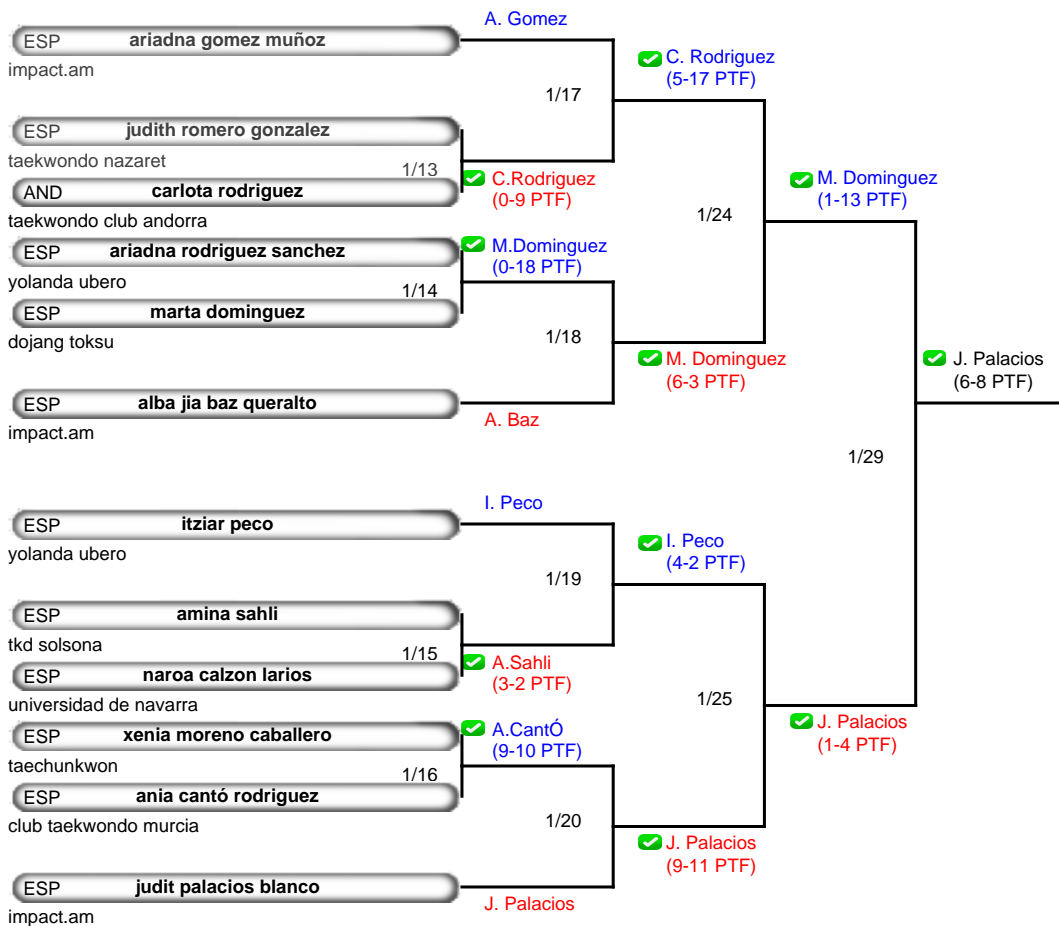 A. Gomez
ESP ariadna gomez muñoz
impact.am
C. Rodriguez
(5-17 PTF)
1/17
ESP judith romero gonzalez
taekwondo nazaret
1/13
AND carlota rodriguez
taekwondo club andorra
C.Rodriguez
(0-9 PTF)
M. Dominguez
(1-13 PTF)
1/24
ESP ariadna rodriguez sanchez
yolanda ubero
M.Dominguez
(0-18 PTF)
1/14
ESP marta dominguez
dojang toksu
1/18
M. Dominguez
(6-3 PTF)
J. Palacios
(6-8 PTF)
ESP alba jia baz queralto
impact.am
A. Baz
1/29
I. Peco
ESP itziar peco
yolanda ubero
I. Peco
(4-2 PTF)
1/19
ESP amina sahli
tkd solsona
1/15
ESP naroa calzon larios
universidad de navarra
A.Sahli
(3-2 PTF)
1/25
J. Palacios
(1-4 PTF)
ESP xenia moreno caballero
taechunkwon
A.CantÓ
(9-10 PTF)
1/16
ESP ania cantó rodriguez
club taekwondo murcia
1/20
J. Palacios
(9-11 PTF)
ESP judit palacios blanco
impact.am
J. Palacios